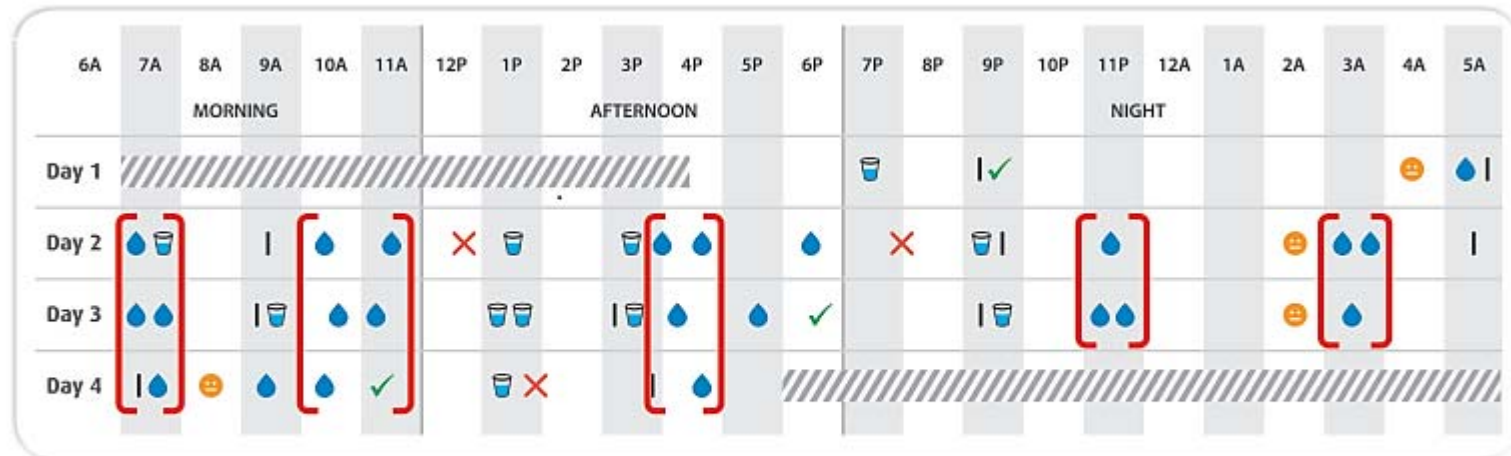 6A 7A 8A 9A 10A 11A 12P 1P 2P 3P 4P 5P 6P 7P 8P 9P 10P 11P 12A 1A 2A 3A 4A 5A
MORNING AFTERNOON NIGHT
Day 1
Day 2
Day 3
Day 4